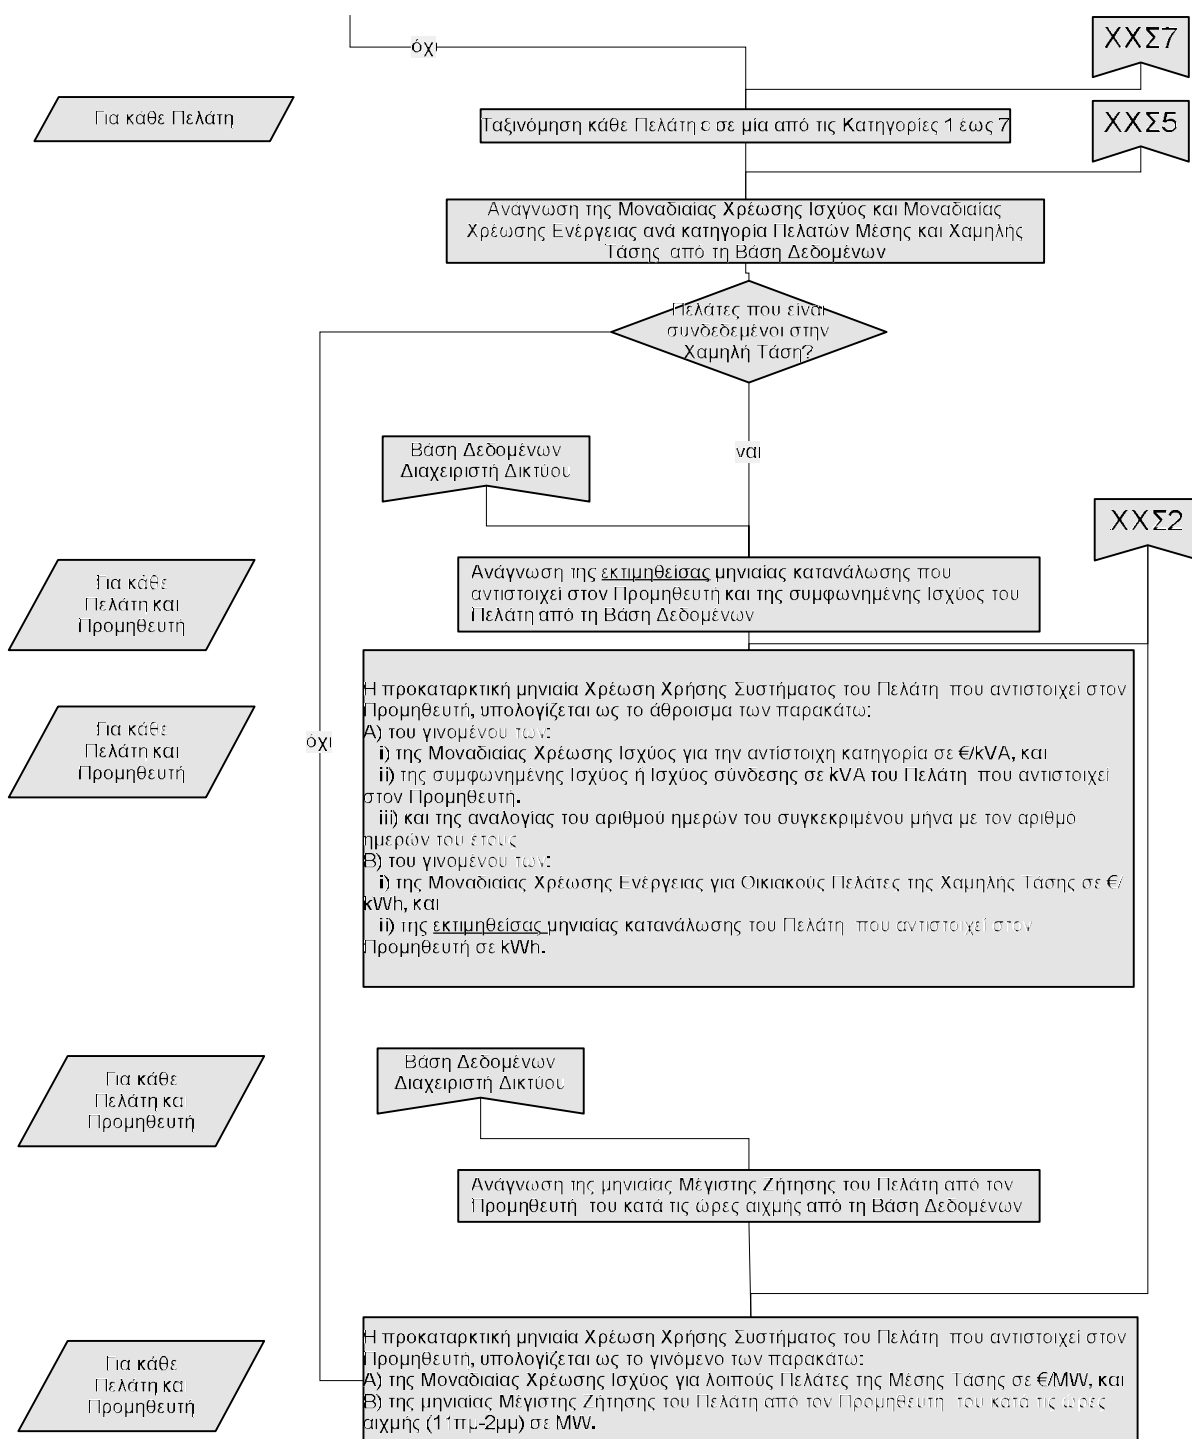 όχι
ΧΧΣ7
Για κάθε Πελάτη
Ταξινόμηση κάθε Πελάτη c σε μία από τις Κατηγορίες 1 έως 7
ΧΧΣ5
Ανάγνωση της Μοναδιαίας Χρέωσης Ισχύος και Μοναδιαίας
Χρέωσης Ενέργειας ανά κατηγορία Πελατών Μέσης και Χαμηλής
Τάσης από τη Βάση Δεδομένων
Πελάτες που είναι
συνδεδεμένοι στην
Χαμηλή Τάση?
Βάση Δεδομένων
Διαχειριστή Δικτύου
ναι
ΧΧΣ2
Για κάθε
Πελάτη και
Προμηθευτή
Ανάγνωση της εκτιμηθείσας μηνιαίας κατανάλωσης που
αντιστοιχεί στον Προμηθευτή και της συμφωνημένης Ισχύος του
Πελάτη από τη Βάση Δεδομένων
Για κάθε
Πελάτη και
Προμηθευτή
όχι
Η προκαταρκτική μηνιαία Χρέωση Χρήσης Συστήματος του Πελάτη που αντιστοιχεί στον
Προμηθευτή, υπολογίζεται ως το άθροισμα των παρακάτω:
Α) του γινομένου των:
i) της Μοναδιαίας Χρέωσης Ισχύος για την αντίστοιχη κατηγορία σε €/kVA, και
ii) της συμφωνημένης Ισχύος ή Ισχύος σύνδεσης σε kVA του Πελάτη που αντιστοιχεί
στον Προμηθευτή.
iii) και της αναλογίας του αριθμού ημερών του συγκεκριμένου μήνα με τον αριθμό
ημερών του έτους
Β) του γινομένου των:
i) της Μοναδιαίας Χρέωσης Ενέργειας για Οικιακούς Πελάτες της Χαμηλής Τάσης σε €/
kWh, και
ii) της εκτιμηθείσας μηνιαίας κατανάλωσης του Πελάτη που αντιστοιχεί στον
Προμηθευτή σε kWh.
Για κάθε
Πελάτη και
Προμηθευτή
Βάση Δεδομένων
Διαχειριστή Δικτύου
Ανάγνωση της μηνιαίας Μέγιστης Ζήτησης του Πελάτη από τον
Προμηθευτή του κατά τις ώρες αιχμής από τη Βάση Δεδομένων
Για κάθε
Πελάτη και
Προμηθευτή
Η προκαταρκτική μηνιαία Χρέωση Χρήσης Συστήματος του Πελάτη που αντιστοιχεί στον
Προμηθευτή, υπολογίζεται ως το γινόμενο των παρακάτω:
Α) της Μοναδιαίας Χρέωσης Ισχύος για λοιπούς Πελάτες της Μέσης Τάσης σε €/MW, και
Β) της μηνιαίας Μέγιστης Ζήτησης του Πελάτη από τον Προμηθευτή του κατά τις ώρες
αιχμής (11πμ-2μμ) σε MW.